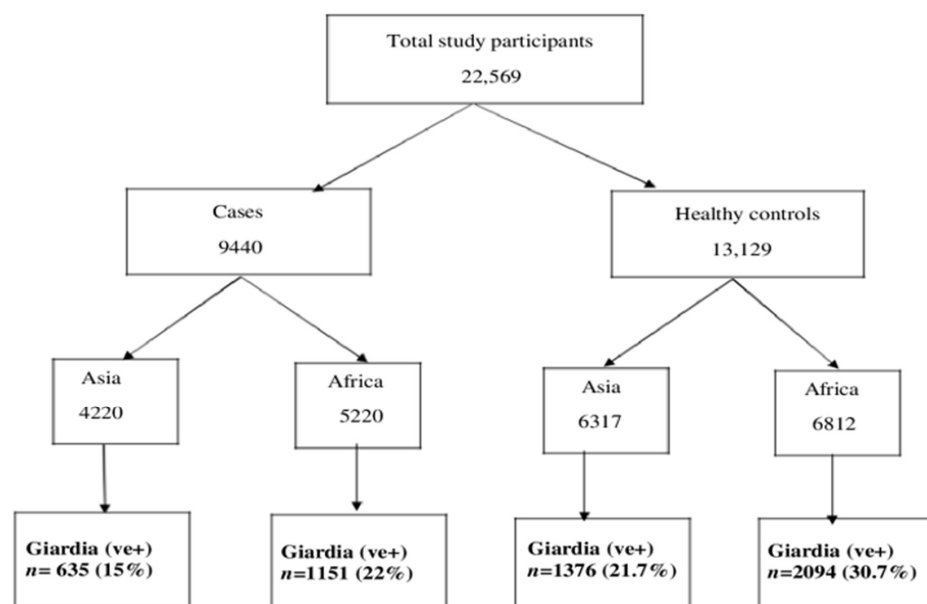 Total study participants
22,569
Cases
9440
Healthy controls
13,129
Asia
4220
Africa
5220
Asia
6317
Africa
6812
Giardia (ve+)
n= 635 (15%)
Giardia (ve+)
n=1151 (22%)
Giardia (ve+)
n=1376 (21.7%)
Giardia (ve+)
n=2094 (30.7%)